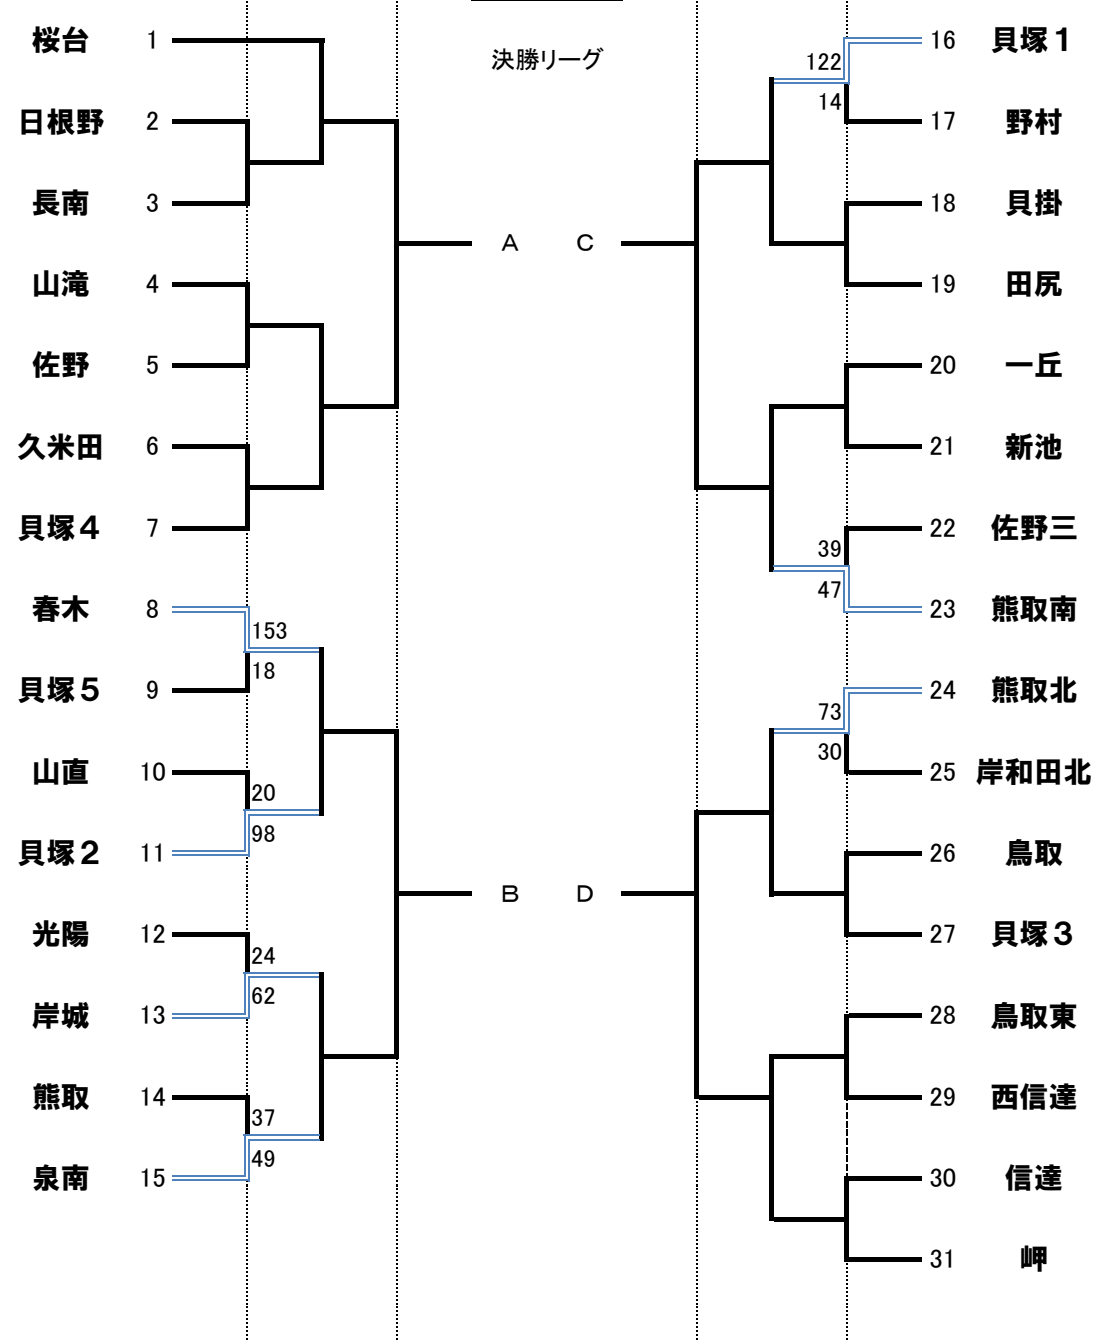 決勝リーグ
桜台 1
日根野 2
長南 3
山滝 4
佐野 5
久米田 6
貝塚4 7
春木 8
153
18
貝塚5 9
山直 10
20
98
貝塚2 11
光陽 12
24
62
岸城 13
熊取 14
37
49
泉南 15
A C
B D
16 貝塚1
122
14
17 野村
18 貝掛
19 田尻
20 一丘
21 新池
22 佐野三
39
47
23 熊取南
24 熊取北
73
30
25 岸和田北
26 鳥取
27 貝塚3
28 鳥取東
29 西信達
30 信達
31 岬